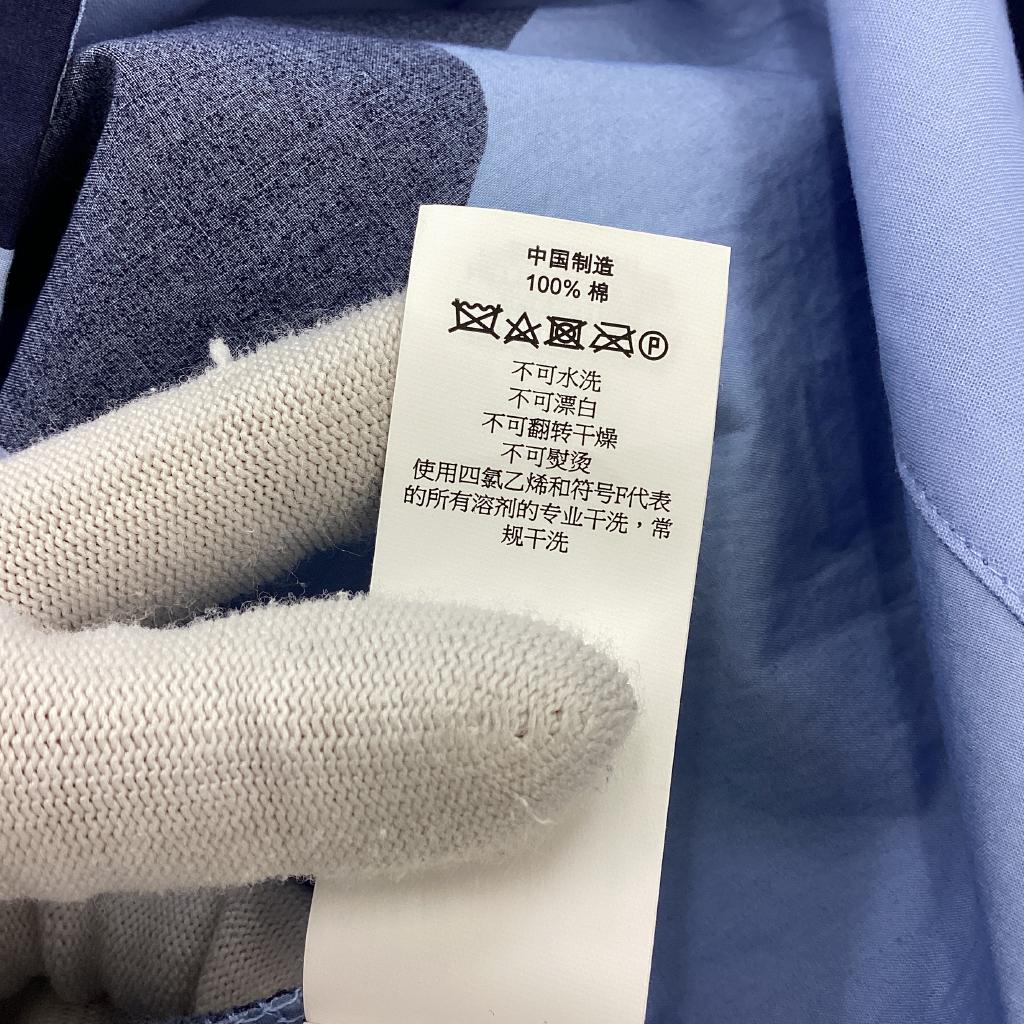 中国制造
100% 棉
P
不可水洗
不可漂白
不可翻转干燥
不可熨烫
使用四氯乙烯和符号F代表
的所有溶剂的专业干洗，常
规干洗